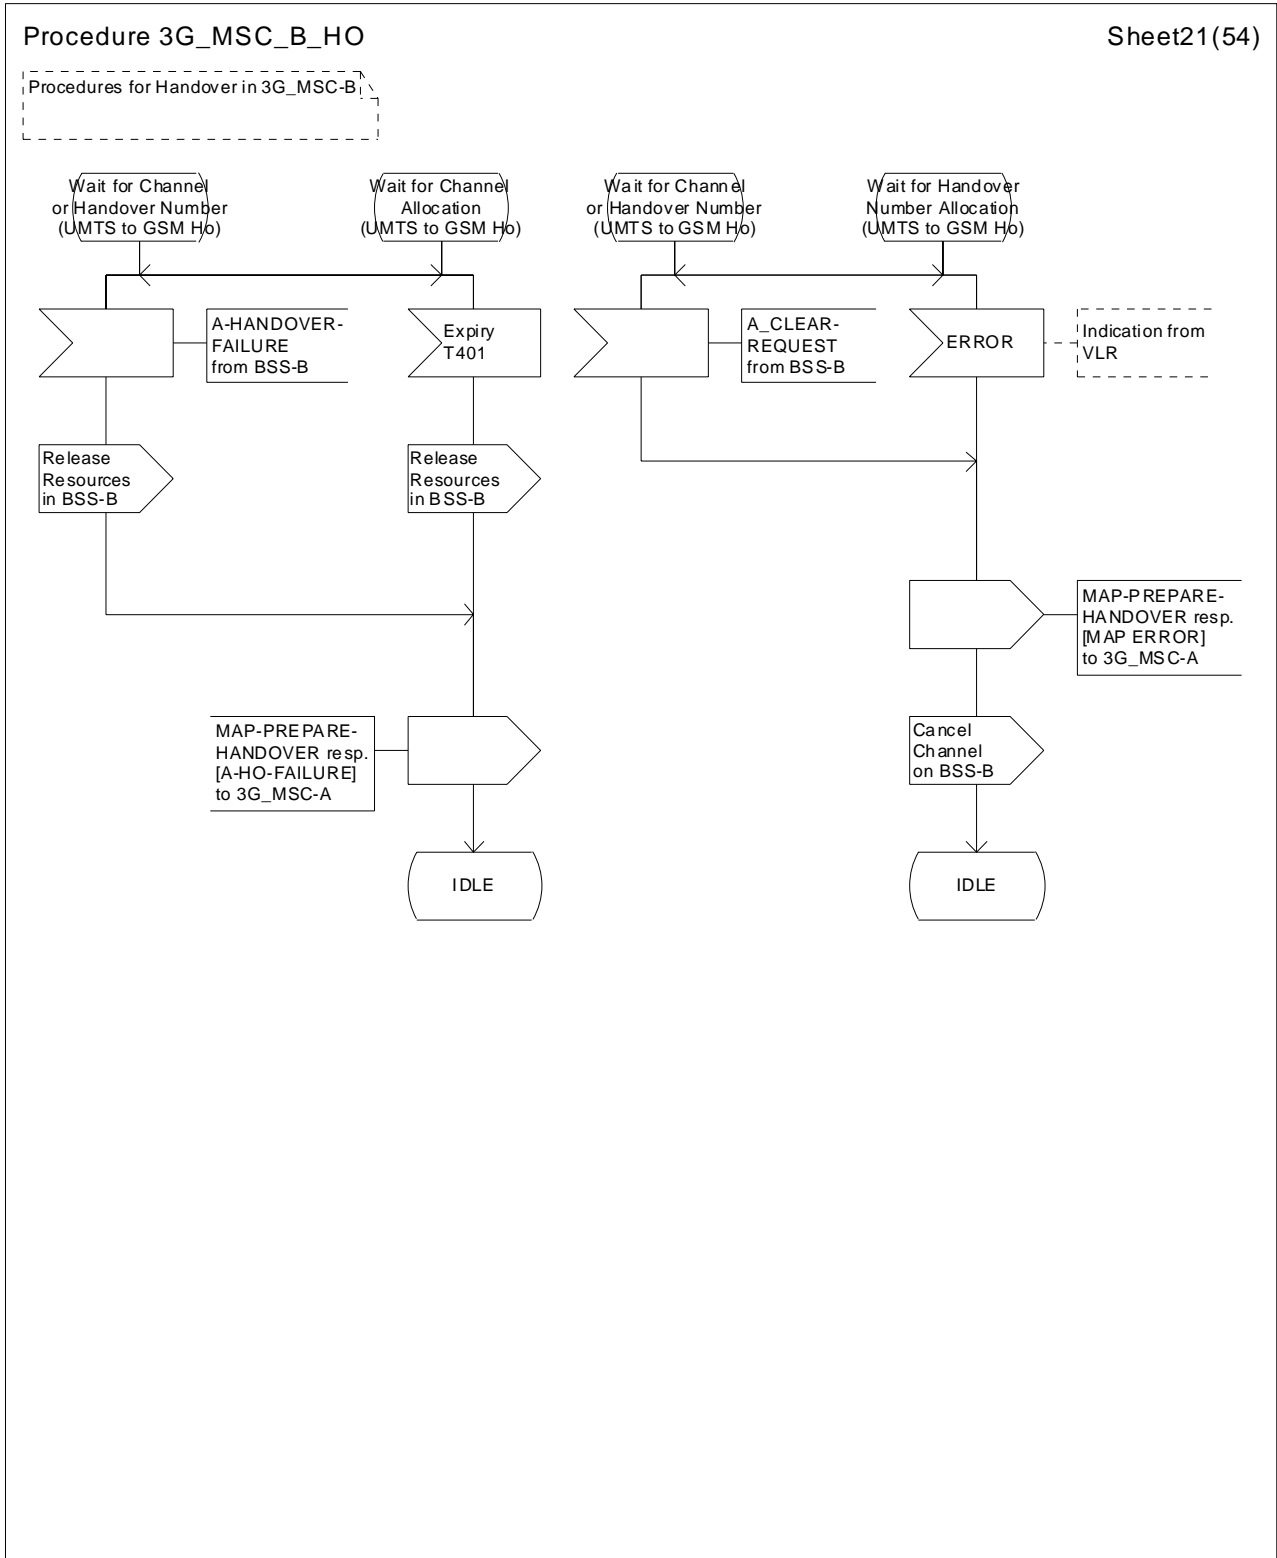 Procedure 3G_MSC_B_HO
Sheet21(54)
Procedures for Handover in 3G_MSC-B
Wait for Channel
or Handover Number
(UMTS to GSM Ho)
Wait for Channel
Allocation
(UMTS to GSM Ho)
Wait for Channel
or Handover Number
(UMTS to GSM Ho)
Wait for Handover
Number Allocation
(UMTS to GSM Ho)
A-HANDOVER-
FAILURE
from BSS-B
Expiry
T401
A_CLEAR-
REQUEST
from BSS-B
ERROR
Indication from
VLR
Release
Resources
in BSS-B
Release
Resources
in BSS-B
MAP-PREPARE-
HANDOVER resp.
[MAP ERROR]
to 3G_MSC-A
MAP-PREPARE-
HANDOVER resp.
[A-HO-FAILURE]
to 3G_MSC-A
Cancel
Channel
on BSS-B
IDLE
IDLE